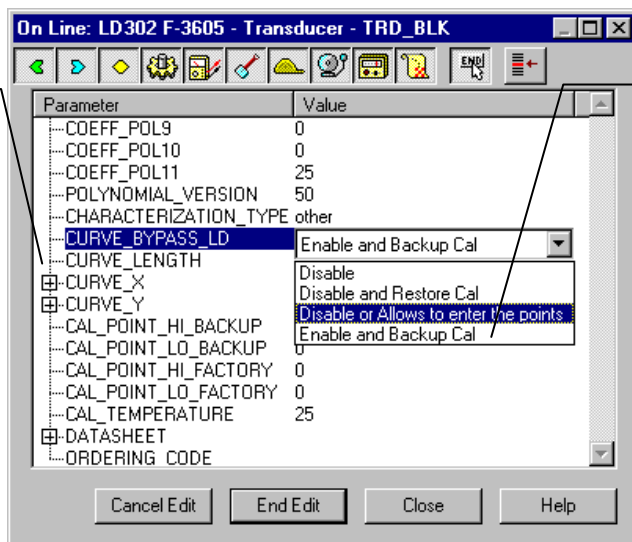 On Line: LD302 F-3605 - Transducer - TRD_BLK
END
Parameter Value
COEFF_POL9 0
COEFF_POL10 0
COEFF_POL11 25
POLYNOMIAL_VERSION 50
CHARACTERIZATION_TYPE other
CURVE_BYPASS_LD Enable and Backup Cal
CURVE_LENGTH Disable
CURVE_X Disable and Restore Cal
CURVE_Y Disable or Allows to enter the points
CAL_POINT_HI_BACKUP Enable and Backup Cal
CAL_POINT_LO_BACKUP 0
CAL_POINT_HI_FACTORY 0
CAL_POINT_LO_FACTORY 0
CAL_TEMPERATURE 25
DATASHEET
ORDERING_CODE
Cancel Edit End Edit Close Help